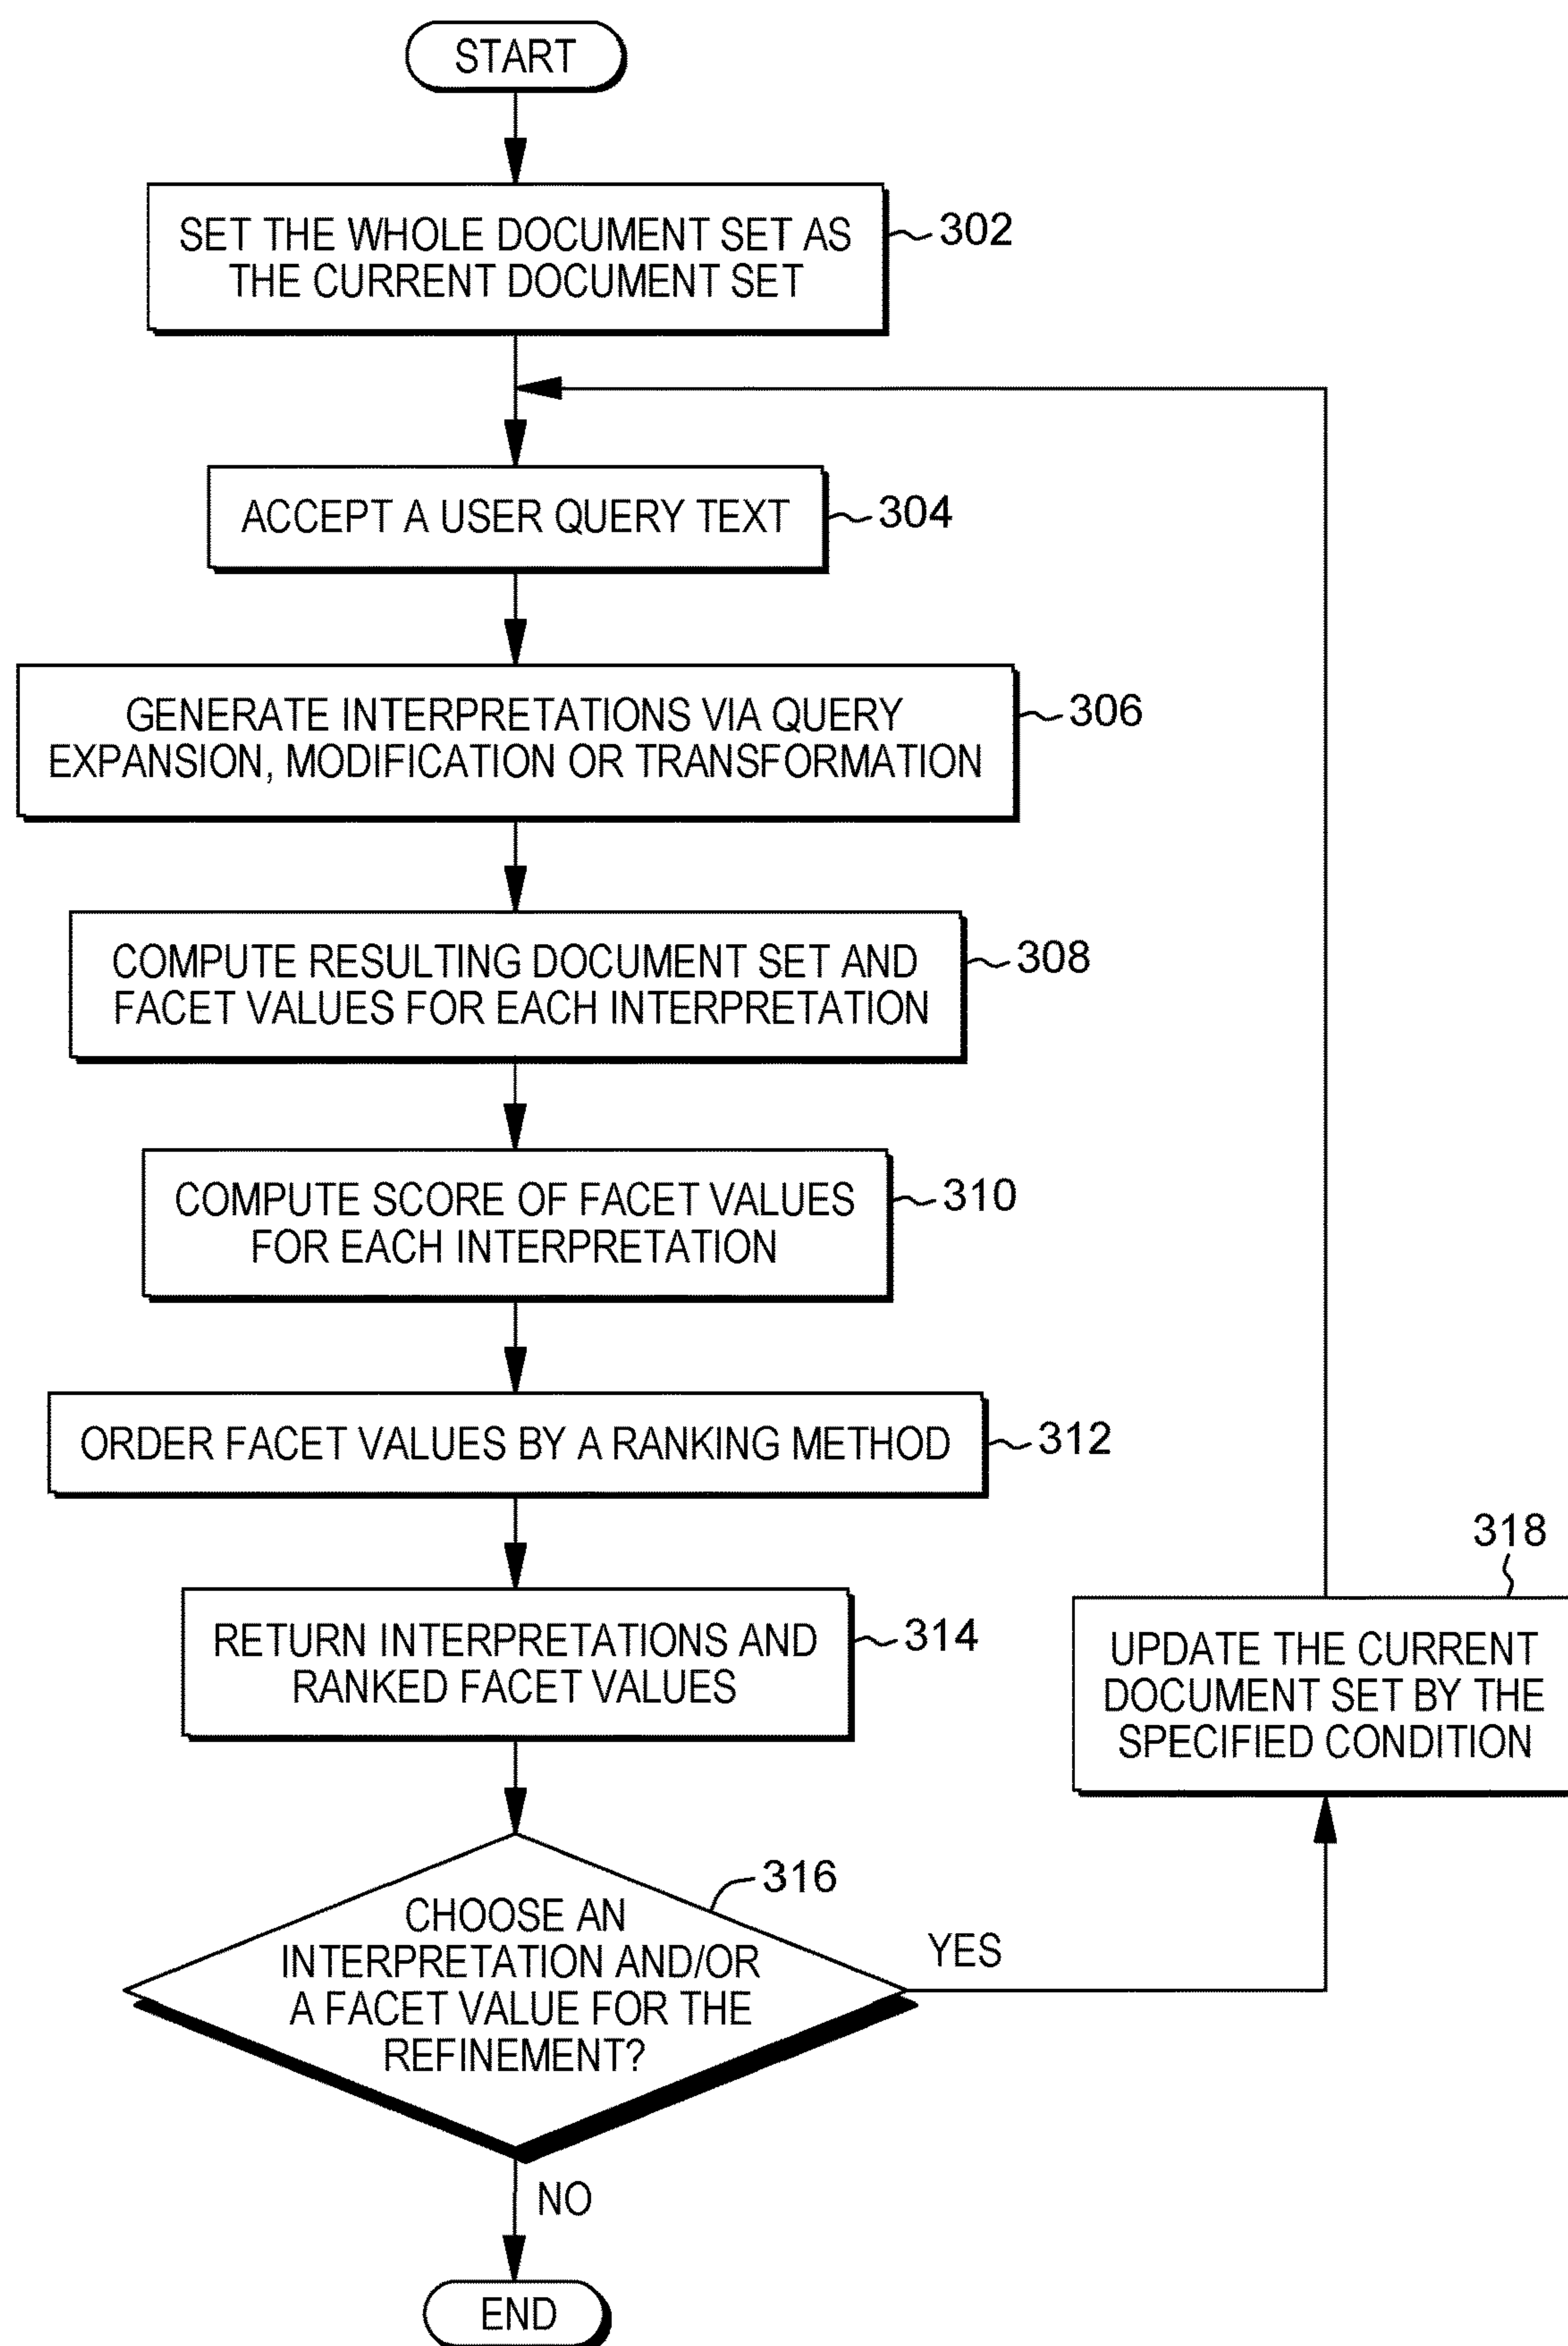 START
SET THE WHOLE DOCUMENT SET AS
THE CURRENT DOCUMENT SET
302
ACCEPT A USER QUERY TEXT
304
GENERATE INTERPRETATIONS VIA QUERY
EXPANSION, MODIFICATION OR TRANSFORMATION
306
COMPUTE RESULTING DOCUMENT SET AND
FACET VALUES FOR EACH INTERPRETATION
308
COMPUTE SCORE OF FACET VALUES
FOR EACH INTERPRETATION
310
ORDER FACET VALUES BY A RANKING METHOD
312
RETURN INTERPRETATIONS AND
RANKED FACET VALUES
314
CHOOSE AN
INTERPRETATION AND/OR
A FACET VALUE FOR THE
REFINEMENT?
316
YES
318
UPDATE THE CURRENT
DOCUMENT SET BY THE
SPECIFIED CONDITION
NO
END